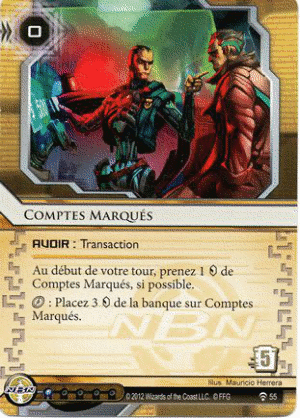 0
COMPTES MARQUÉS
AVOIR : Transaction
Au début de votre tour, prenez 1 de
Comptes Marqués, si possible.
: Placez 3 de la banque sur Comptes
Marqués.
NBN
5
Illus. Mauricio Herrera
NBN
© 2012 Wizards of the Coast LLC. © FFG
55